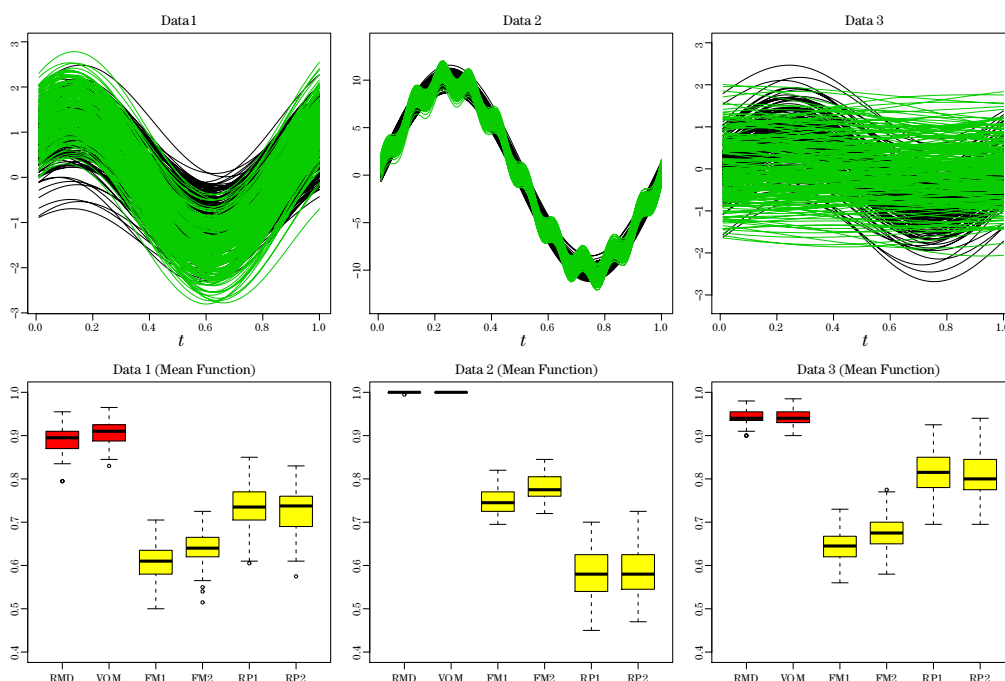 Data 1
Data 2
Data 3
3
2
1
0
-1
-2
-3
0.0 0.2 0.4 0.6 0.8 1.0
t
10
5
0
-5
-10
0.0 0.2 0.4 0.6 0.8 1.0
t
3
2
1
0
-1
-2
-3
0.0 0.2 0.4 0.6 0.8 1.0
t
Data 1 (Mean Function)
Data 2 (Mean Function)
Data 3 (Mean Function)
1.0
0.9
0.8
0.7
0.6
0.5
0.4
RMD VOM FM1 FM2 RP1 RP2
1.0
0.9
0.8
0.7
0.6
0.5
0.4
RMD VOM FM1 FM2 RP1 RP2
1.0
0.9
0.8
0.7
0.6
0.5
0.4
RMD VOM FM1 FM2 RP1 RP2